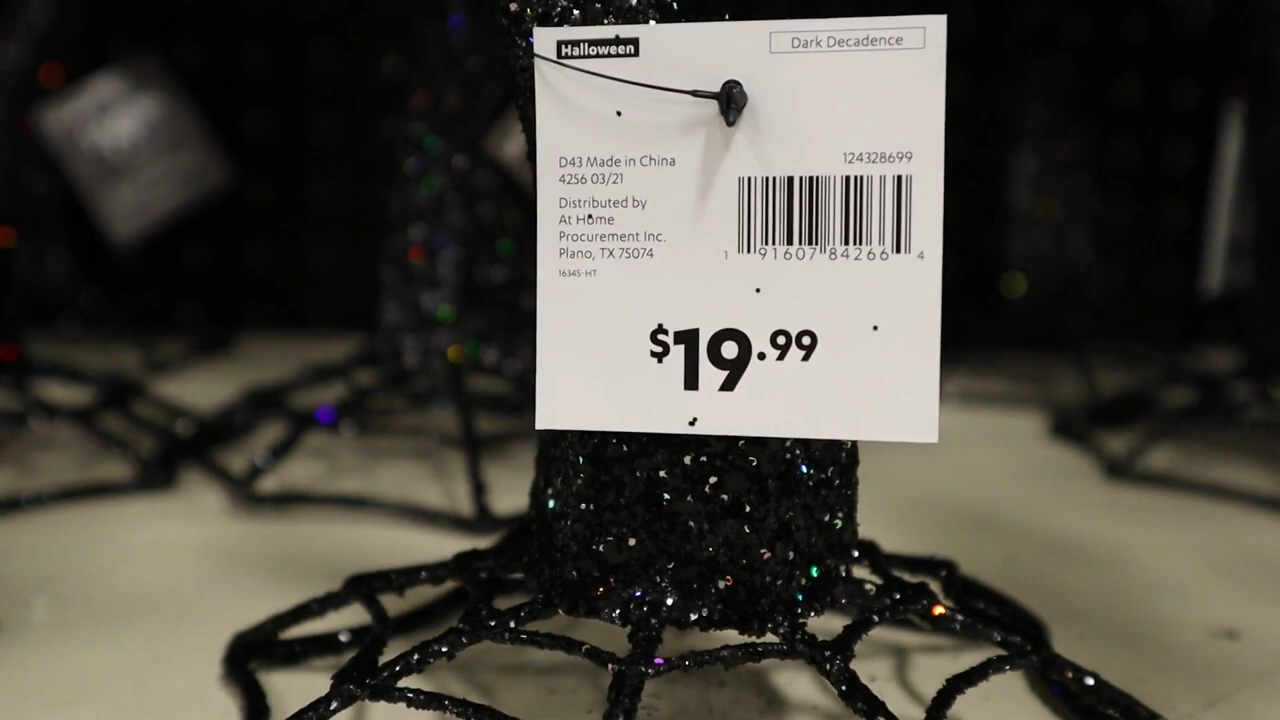 Halloween
Dark Decadence
D43 Made in China
4256 03/21
Distributed by
At Home
Procurement Inc.
Plano, TX 75074
16345-HT
124328699
1 91607 84266 4
$19.99